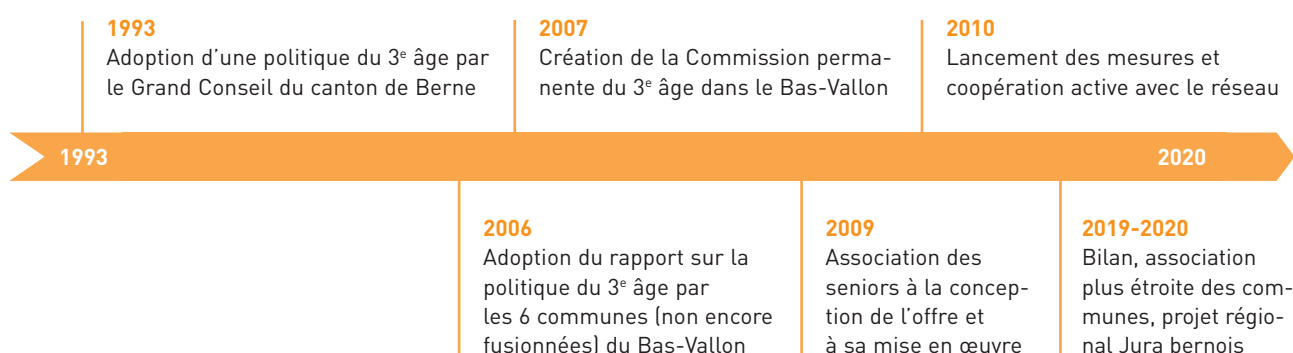 1993
Adoption d'une politique du 3e âge par
le Grand Conseil du canton de Berne
2007
Création de la Commission perma-
nente du 3e âge dans le Bas-Vallon
2010
Lancement des mesures et
coopération active avec le réseau
1993
2020
2006
Adoption du rapport sur la
politique du 3e âge par
les 6 communes (non encore
fusionnées) du Bas-Vallon
2009
Association des
seniors à la concep-
tion de l'offre et
à sa mise en œuvre
2019-2020
Bilan, association
plus étroite des com-
munes, projet régio-
nal Jura bernois